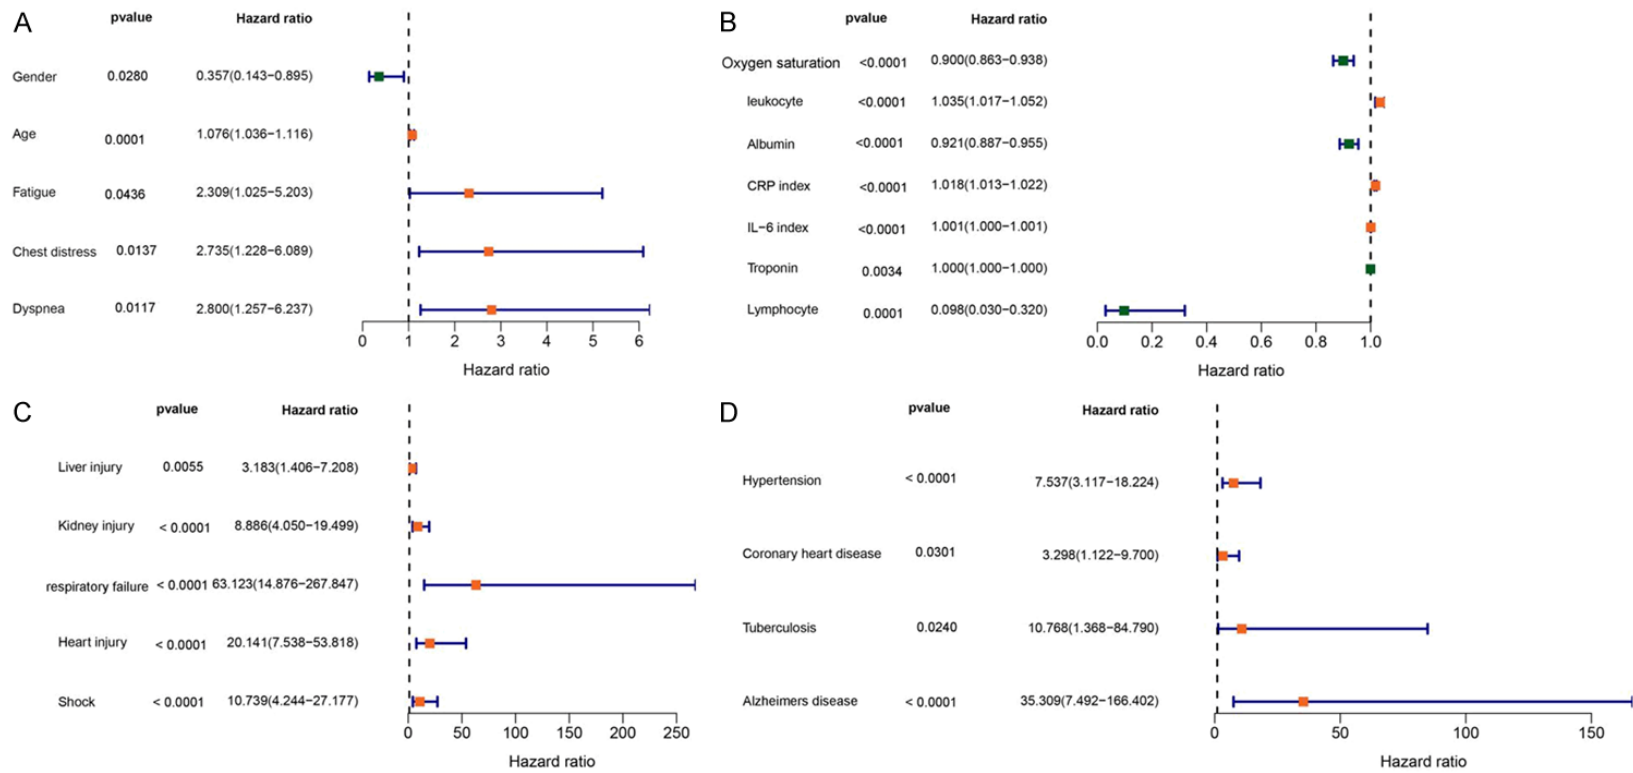 A
pvalue Hazard ratio
Gender 0.0280 0.357(0.143−0.895)
Age 0.0001 1.076(1.036−1.116)
Fatigue 0.0436 2.309(1.025−5.203)
Chest distress 0.0137 2.735(1.228−6.089)
Dyspnea 0.0117 2.800(1.257−6.237)
0 1 2 3 4 5 6
Hazard ratio
B
pvalue Hazard ratio
Oxygen saturation <0.0001 0.900(0.863−0.938)
leukocyte <0.0001 1.035(1.017−1.052)
Albumin <0.0001 0.921(0.887−0.955)
CRP index <0.0001 1.018(1.013−1.022)
IL−6 index <0.0001 1.001(1.000−1.001)
Troponin 0.0034 1.000(1.000−1.000)
Lymphocyte 0.0001 0.098(0.030−0.320)
0.0 0.2 0.4 0.6 0.8 1.0
Hazard ratio
C
pvalue Hazard ratio
Liver injury 0.0055 3.183(1.406−7.208)
Kidney injury < 0.0001 8.886(4.050−19.499)
respiratory failure < 0.0001 63.123(14.876−267.847)
Heart injury < 0.0001 20.141(7.538−53.818)
Shock < 0.0001 10.739(4.244−27.177)
0 50 100 150 200 250
Hazard ratio
D
pvalue Hazard ratio
Hypertension < 0.0001 7.537(3.117−18.224)
Coronary heart disease 0.0301 3.298(1.122−9.700)
Tuberculosis 0.0240 10.768(1.368−84.790)
Alzheimers disease < 0.0001 35.309(7.492−166.402)
0 50 100 150
Hazard ratio